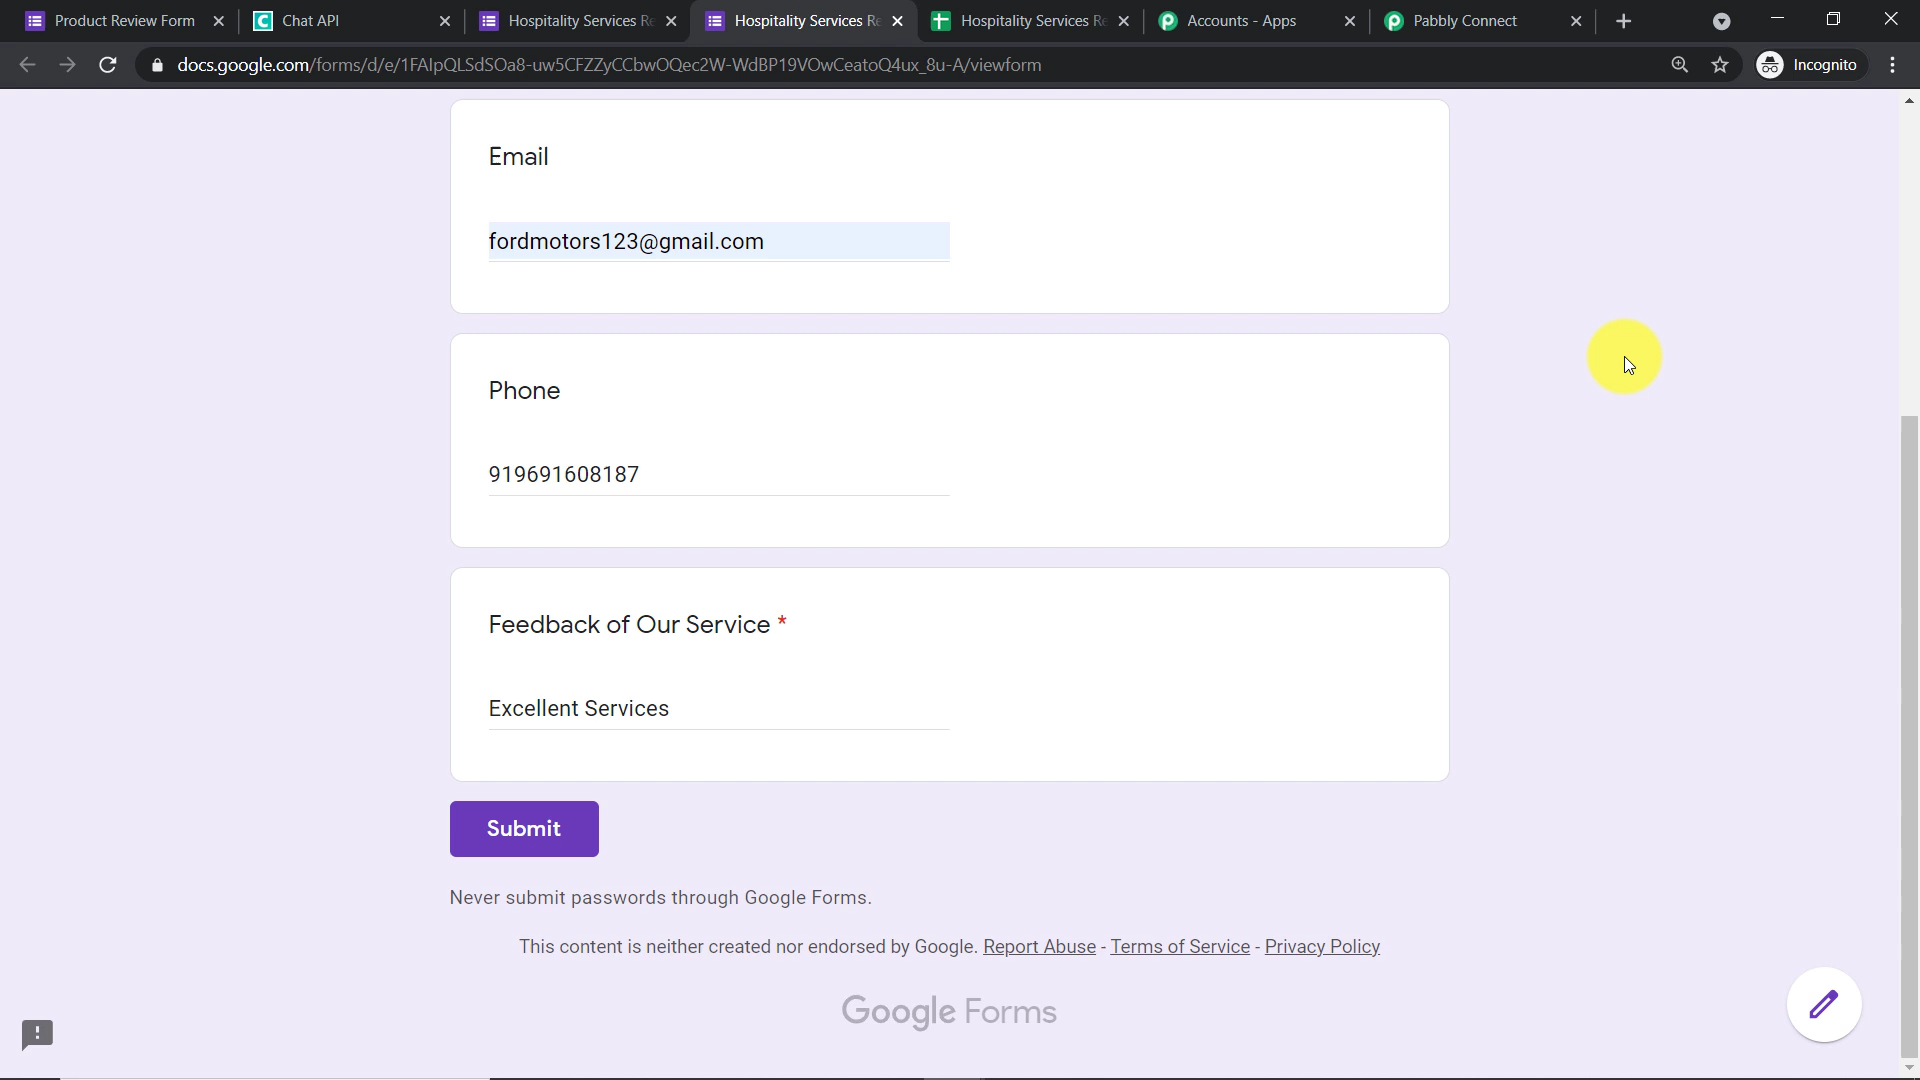 Product Review Form
Chat API
Hospitality Services Re
Hospitality Services Re
Hospitality Services Re
Accounts - Apps
Pabbly Connect
docs.google.com/forms/d/e/1FAIpQLSdSOa8-uw5CFZZyCCbwOQec2W-WdBP19VOwCeatoQ4ux_8u-A/viewform
Incognito
Email
fordmotors123@gmail.com
Phone
919691608187
Feedback of Our Service *
Excellent Services
Submit
Never submit passwords through Google Forms.
This content is neither created nor endorsed by Google. Report Abuse - Terms of Service - Privacy Policy
Google Forms